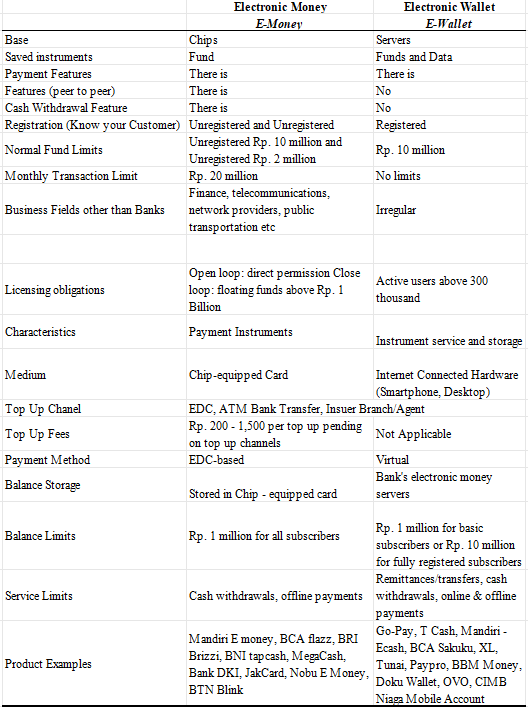 Electronic Money Electronic Wallet
E-Money E-Wallet
Base Chips Servers
Saved instruments Fund Funds and Data
Payment Features There is There is
Features (peer to peer) There is No
Cash Withdrawal Feature There is No
Registration (Know your Customer) Unregistered and Unregistered Registered
Normal Fund Limits Unregistered Rp. 10 million and
Unregistered Rp. 2 million Rp. 10 million
Monthly Transaction Limit Rp. 20 million No limits
Business Fields other than Banks Finance, telecommunications,
network providers, public
transportation etc Irregular
Licensing obligations Open loop: direct permission Close
loop: floating funds above Rp. 1
Billion Active users above 300
thousand
Characteristics Payment Instruments Instrument service and storage
Medium Chip-equipped Card Internet Connected Hardware
(Smartphone, Desktop)
Top Up Chanel EDC, ATM Bank Transfer, Insuer Branch/Agent
Top Up Fees Rp. 200 - 1,500 per top up pending
on top up channels Not Applicable
Payment Method EDC-based Virtual
Balance Storage Stored in Chip - equipped card Bank's electronic money
servers
Balance Limits Rp. 1 million for all subscribers Rp. 1 million for basic
subscribers or Rp. 10 million
for fully registered subscribers
Service Limits Cash withdrawals, offline payments Remittances/transfers, cash
withdrawals, online & offline
payments
Product Examples Mandiri E money, BCA flazz, BRI
Brizzi, BNI tapcash, MegaCash,
Bank DKI, JakCard, Nobu E Money,
BTN Blink Go-Pay, T Cash, Mandiri -
Ecash, BCA Sakuku, XL,
Tunai, Paypro, BBM Money,
Doku Wallet, OVO, CIMB
Niaga Mobile Account